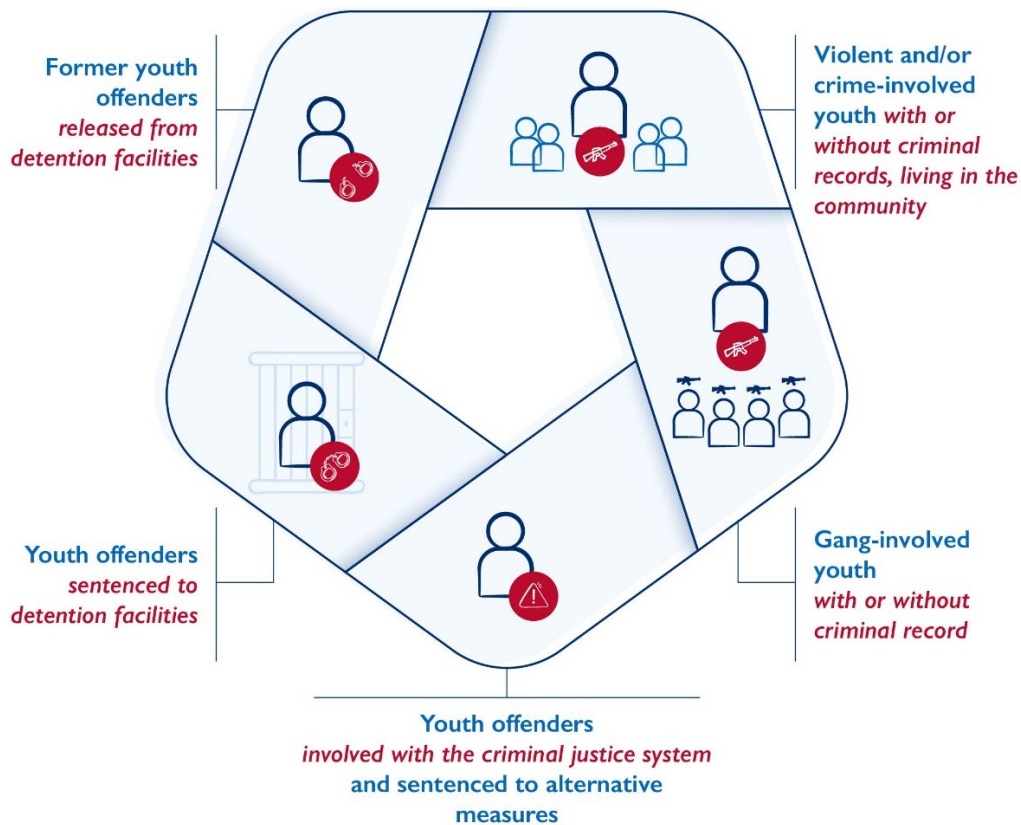 Former youth
offenders
released from
detention facilities
Violent and/or
crime-involved
youth with or
without criminal
records, living in the
community
Youth offenders
sentenced to
detention facilities
Gang-involved
youth
with or without
criminal record
Youth offenders
involved with the criminal justice system
and sentenced to alternative
measures